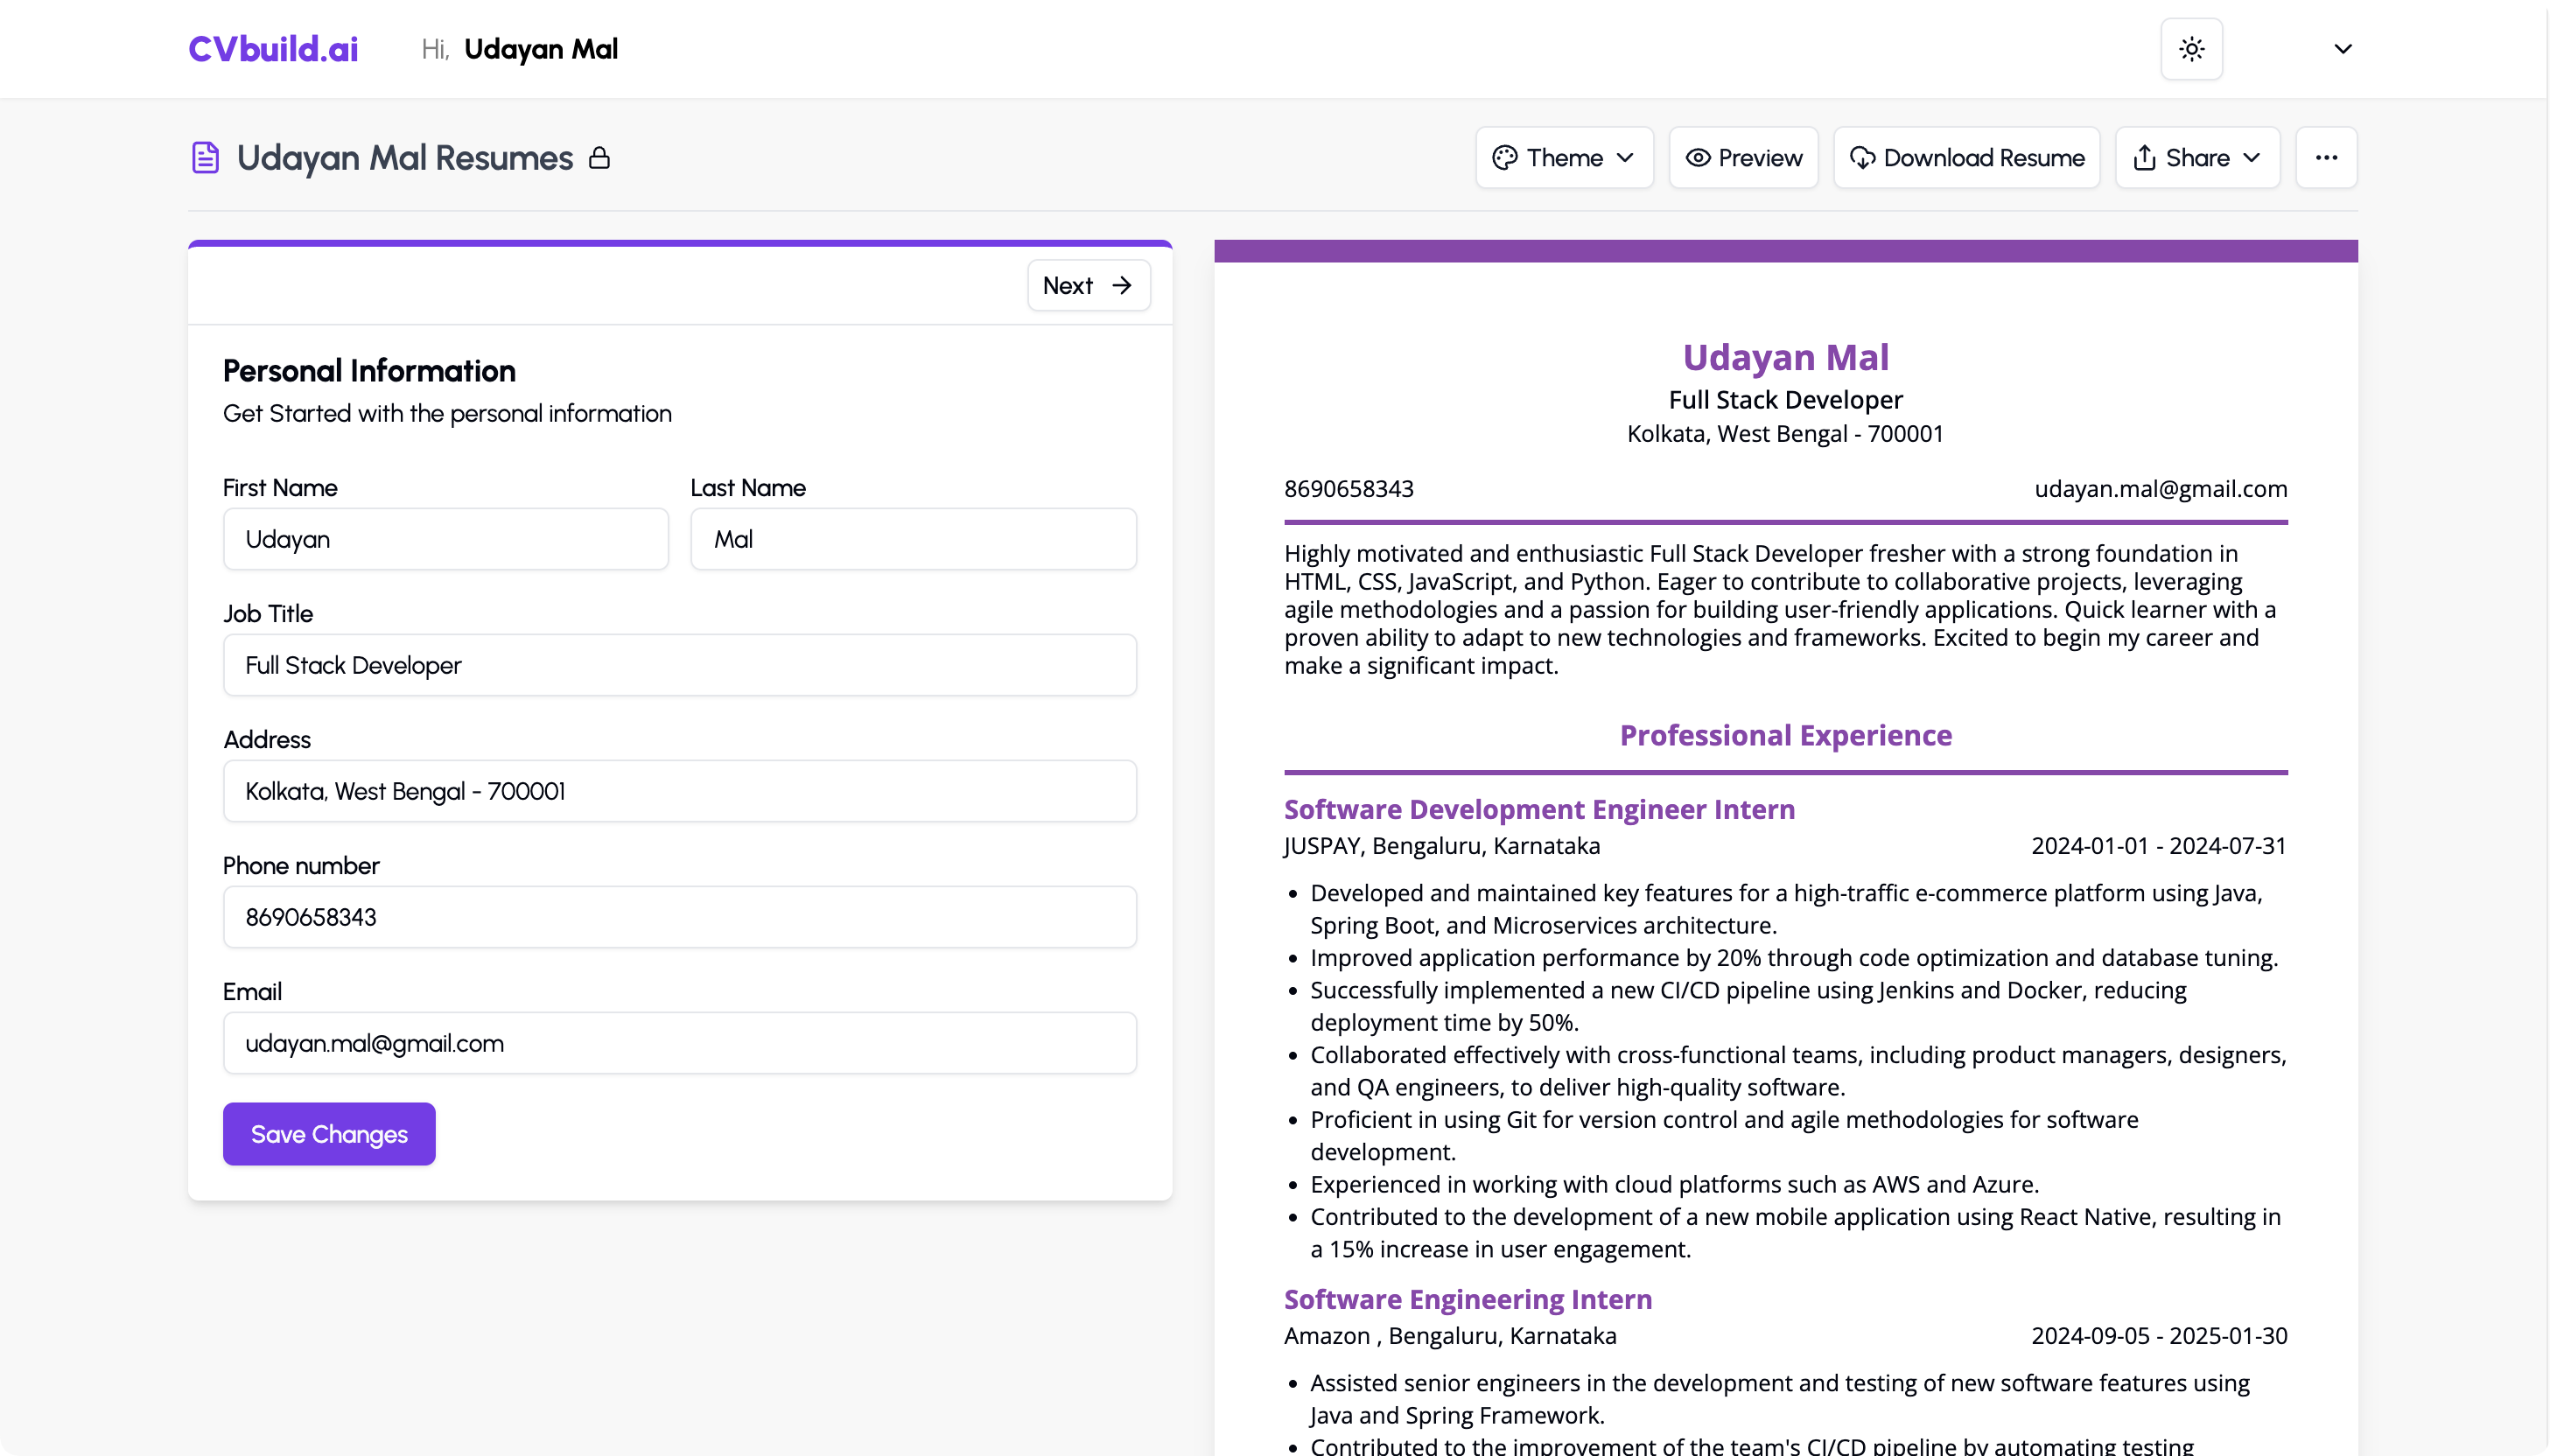 CVbuild.ai
Hi, Udayan Mal
Udayan Mal Resumes
Theme
Preview
Download Resume
Share
Next
Personal Information
Get Started with the personal information
First Name
Last Name
Udayan
Mal
Job Title
Full Stack Developer
Address
Kolkata, West Bengal - 700001
Phone number
8690658343
Email
udayan.mal@gmail.com
Save Changes
Udayan Mal
Full Stack Developer
Kolkata, West Bengal - 700001
8690658343
udayan.mal@gmail.com
Highly motivated and enthusiastic Full Stack Developer fresher with a strong foundation in
HTML, CSS, JavaScript, and Python. Eager to contribute to collaborative projects, leveraging
agile methodologies and a passion for building user-friendly applications. Quick learner with a
proven ability to adapt to new technologies and frameworks. Excited to begin my career and
make a significant impact.
Professional Experience
Software Development Engineer Intern
JUSPAY, Bengaluru, Karnataka
2024-01-01 - 2024-07-31
• Developed and maintained key features for a high-traffic e-commerce platform using Java,
Spring Boot, and Microservices architecture.
• Improved application performance by 20% through code optimization and database tuning.
• Successfully implemented a new CI/CD pipeline using Jenkins and Docker, reducing
deployment time by 50%.
• Collaborated effectively with cross-functional teams, including product managers, designers,
and QA engineers, to deliver high-quality software.
• Proficient in using Git for version control and agile methodologies for software
development.
• Experienced in working with cloud platforms such as AWS and Azure.
• Contributed to the development of a new mobile application using React Native, resulting in
a 15% increase in user engagement.
Software Engineering Intern
Amazon , Bengaluru, Karnataka
2024-09-05 - 2025-01-30
• Assisted senior engineers in the development and testing of new software features using
Java and Spring Framework.
• Contributed to the improvement of the team's CI/CD pipeline by automating testing